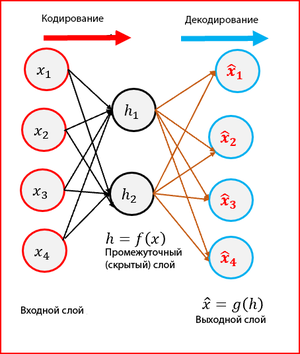 Кодирование
Декодирование
x₁
x₂
x₃
x₄
h₁
h₂
x̂₁
x̂₂
x̂₃
x̂₄
h = f(x)
Промежуточный
(скрытый) слой
Входной слой
x̂ = g(h)
Выходной слой